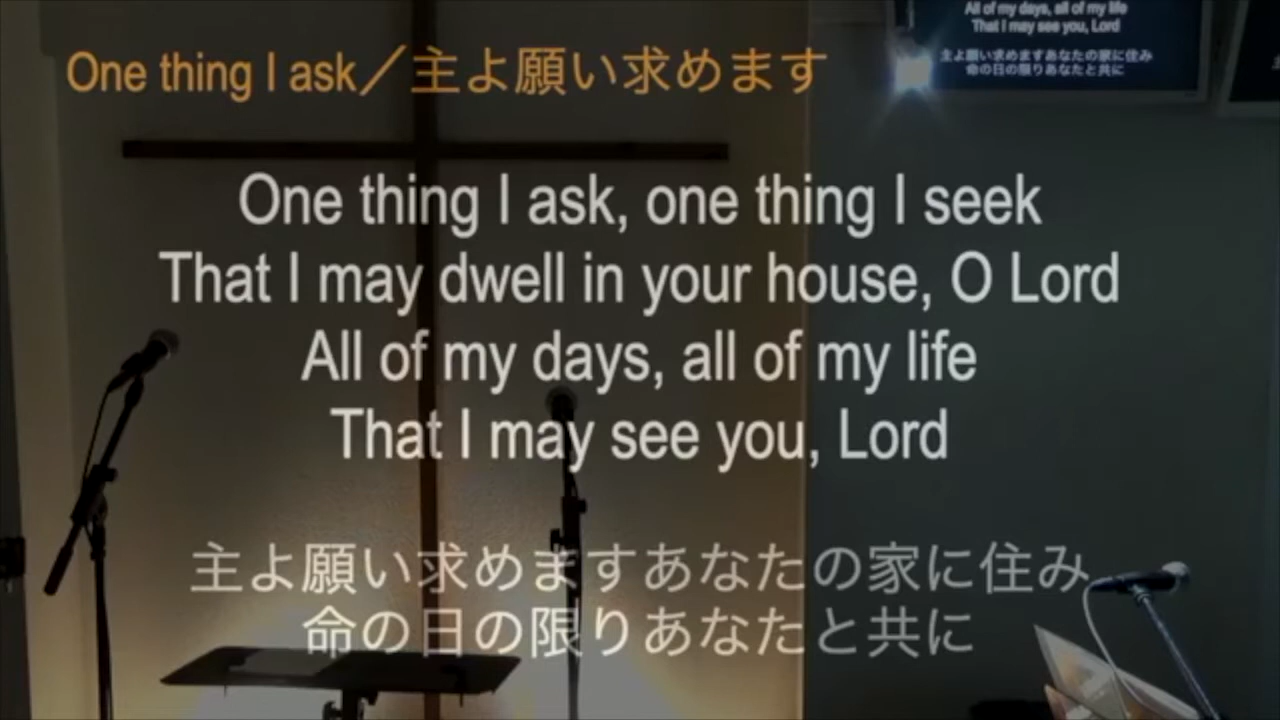 One thing I ask／主よ願い求めます
One thing I ask, one thing I seek
That I may dwell in your house, O Lord
All of my days, all of my life
That I may see you, Lord
主よ願い求めますあなたの家に住み
命の日の限りあなたと共に
All of my days, all of my life
That I may see you, Lord
主よ願い求めますあなたの家に住み
命の日の限りあなたと共に